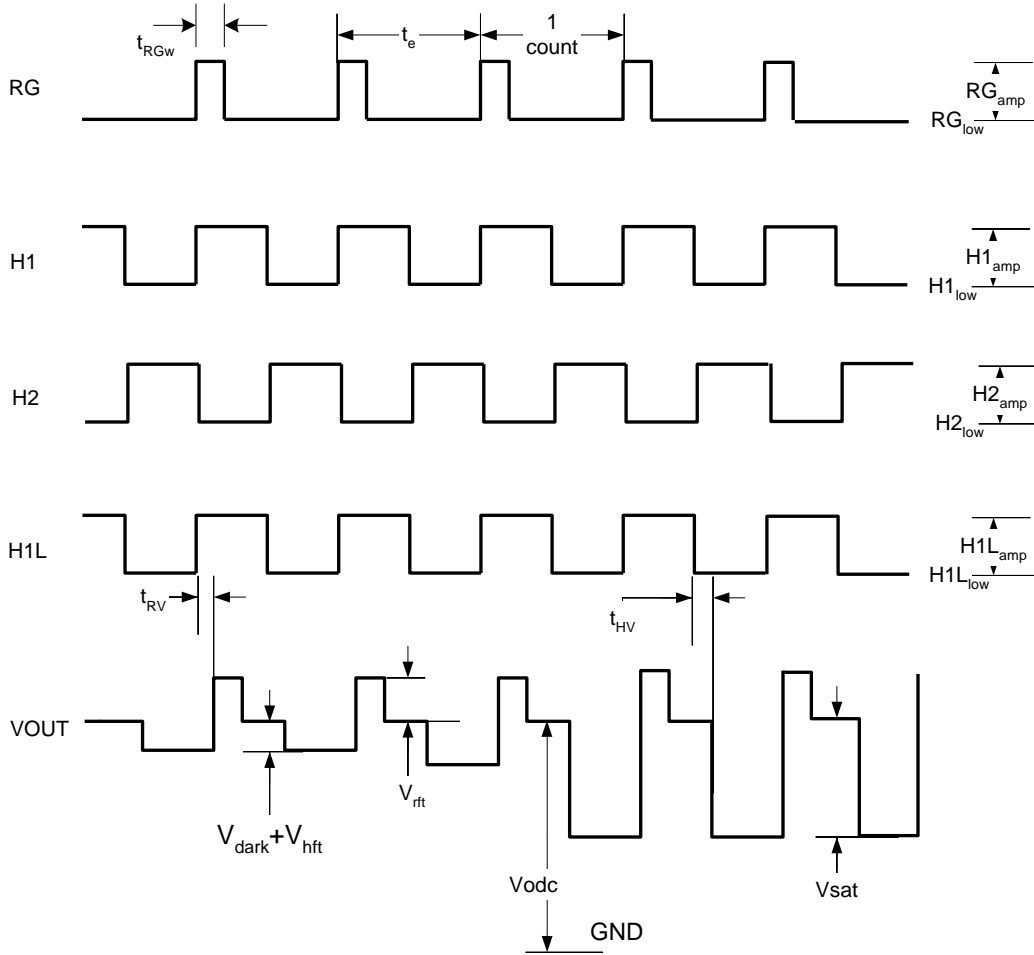 t_RGw
t_e
1
count
RG
RG_amp
RG_low
H1
H1_amp
H1_low
H2
H2_amp
H2_low
H1L
H1L_amp
H1L_low
t_RV
t_HV
VOUT
V_rft
V_dark+V_hft
Vodc
Vsat
GND